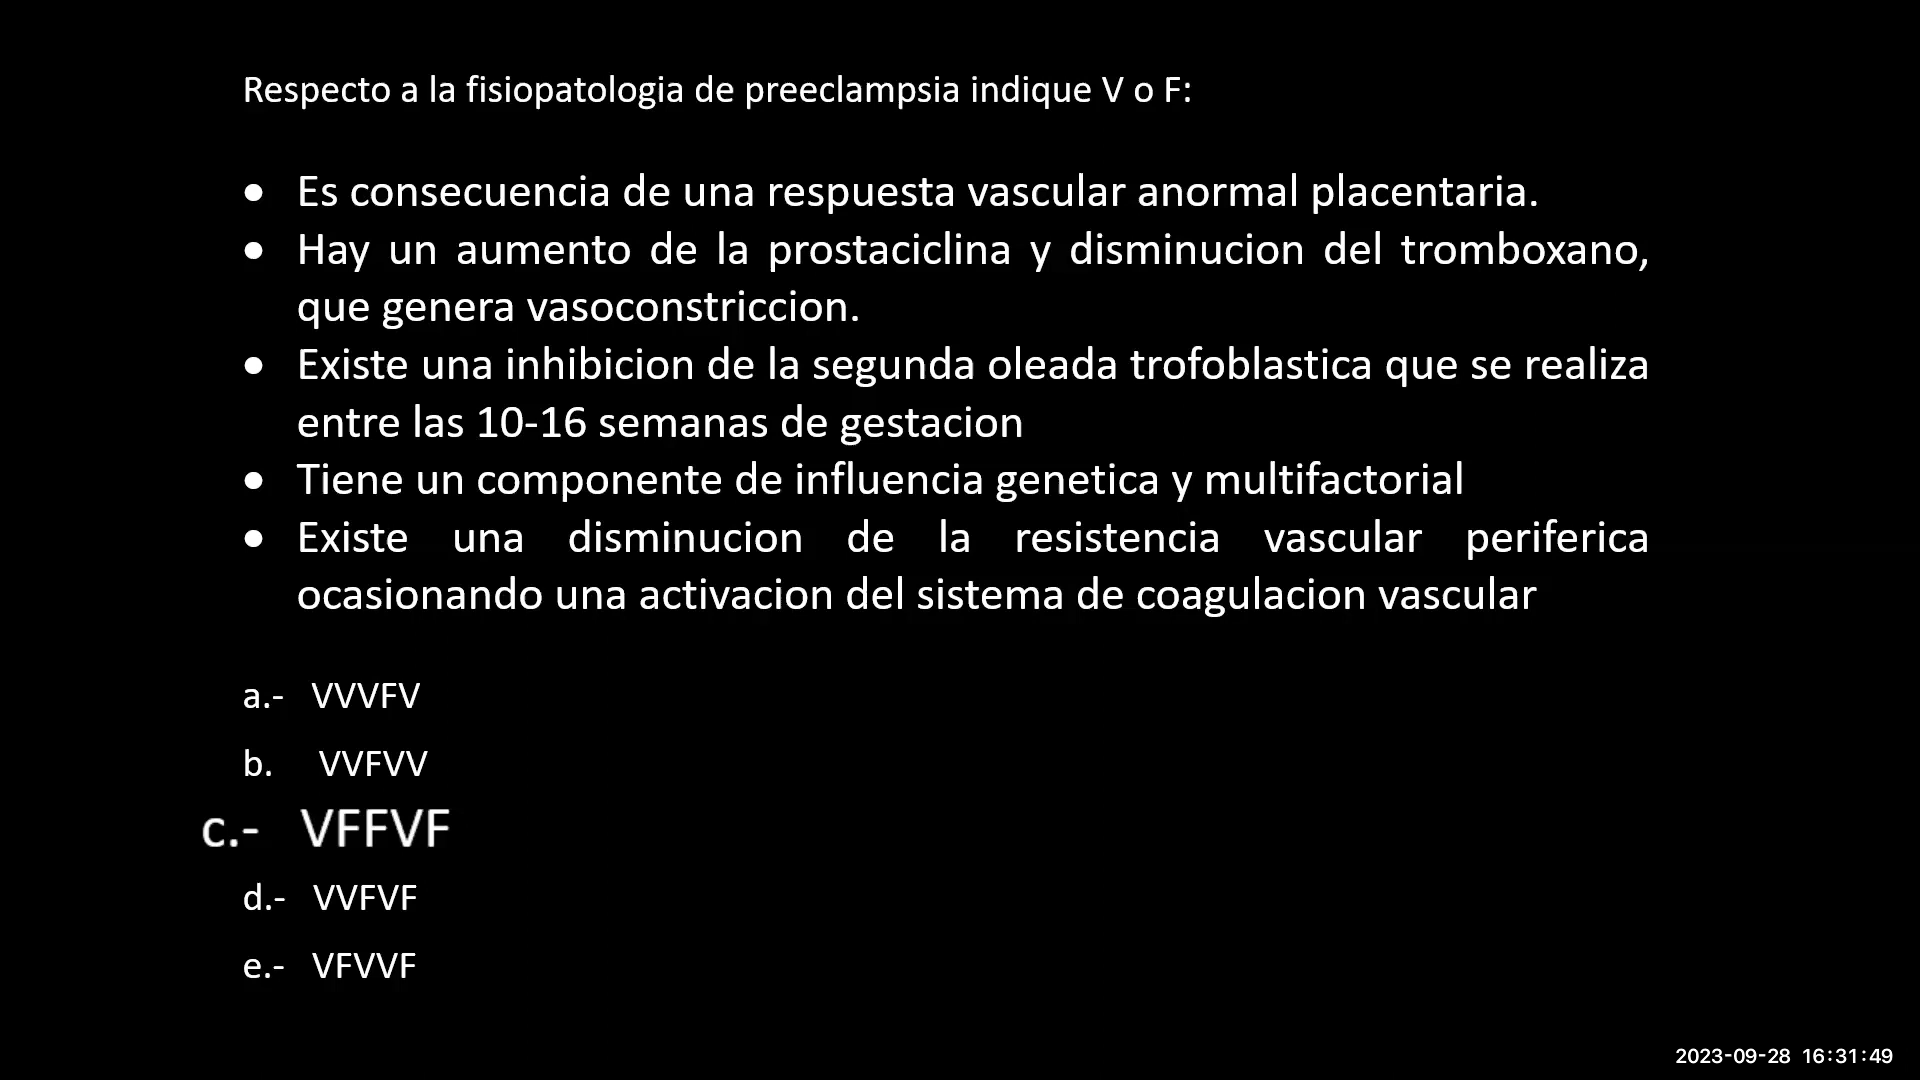 Respecto a la fisiopatologia de preeclampsia indique V o F:
• Es consecuencia de una respuesta vascular anormal placentaria.
• Hay un aumento de la prostaciclina y disminucion del tromboxano,
que genera vasoconstriccion.
• Existe una inhibicion de la segunda oleada trofoblastica que se realiza
entre las 10-16 semanas de gestacion
• Tiene un componente de influencia genetica y multifactorial
• Existe una disminucion de la resistencia vascular periferica
ocasionando una activacion del sistema de coagulacion vascular
a.- VVVFV
b. VVFVV
c.- VFFVF
d.- VVFVF
e.- VFVVF
2023-09-28 16:31:49